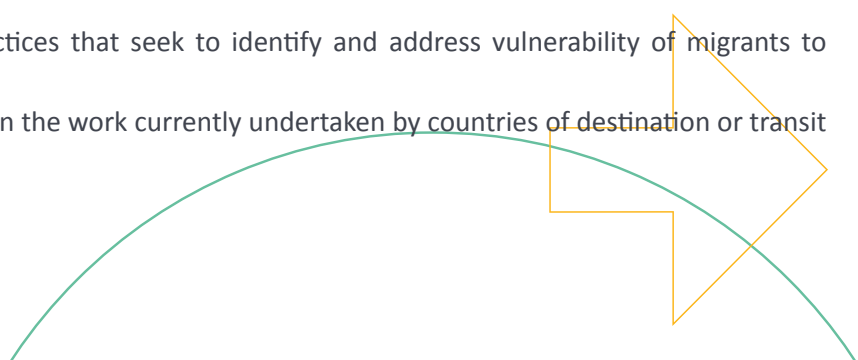 that seek to identify and address vulnerability of migrants to
the work currently undertaken by countries of destination or transit